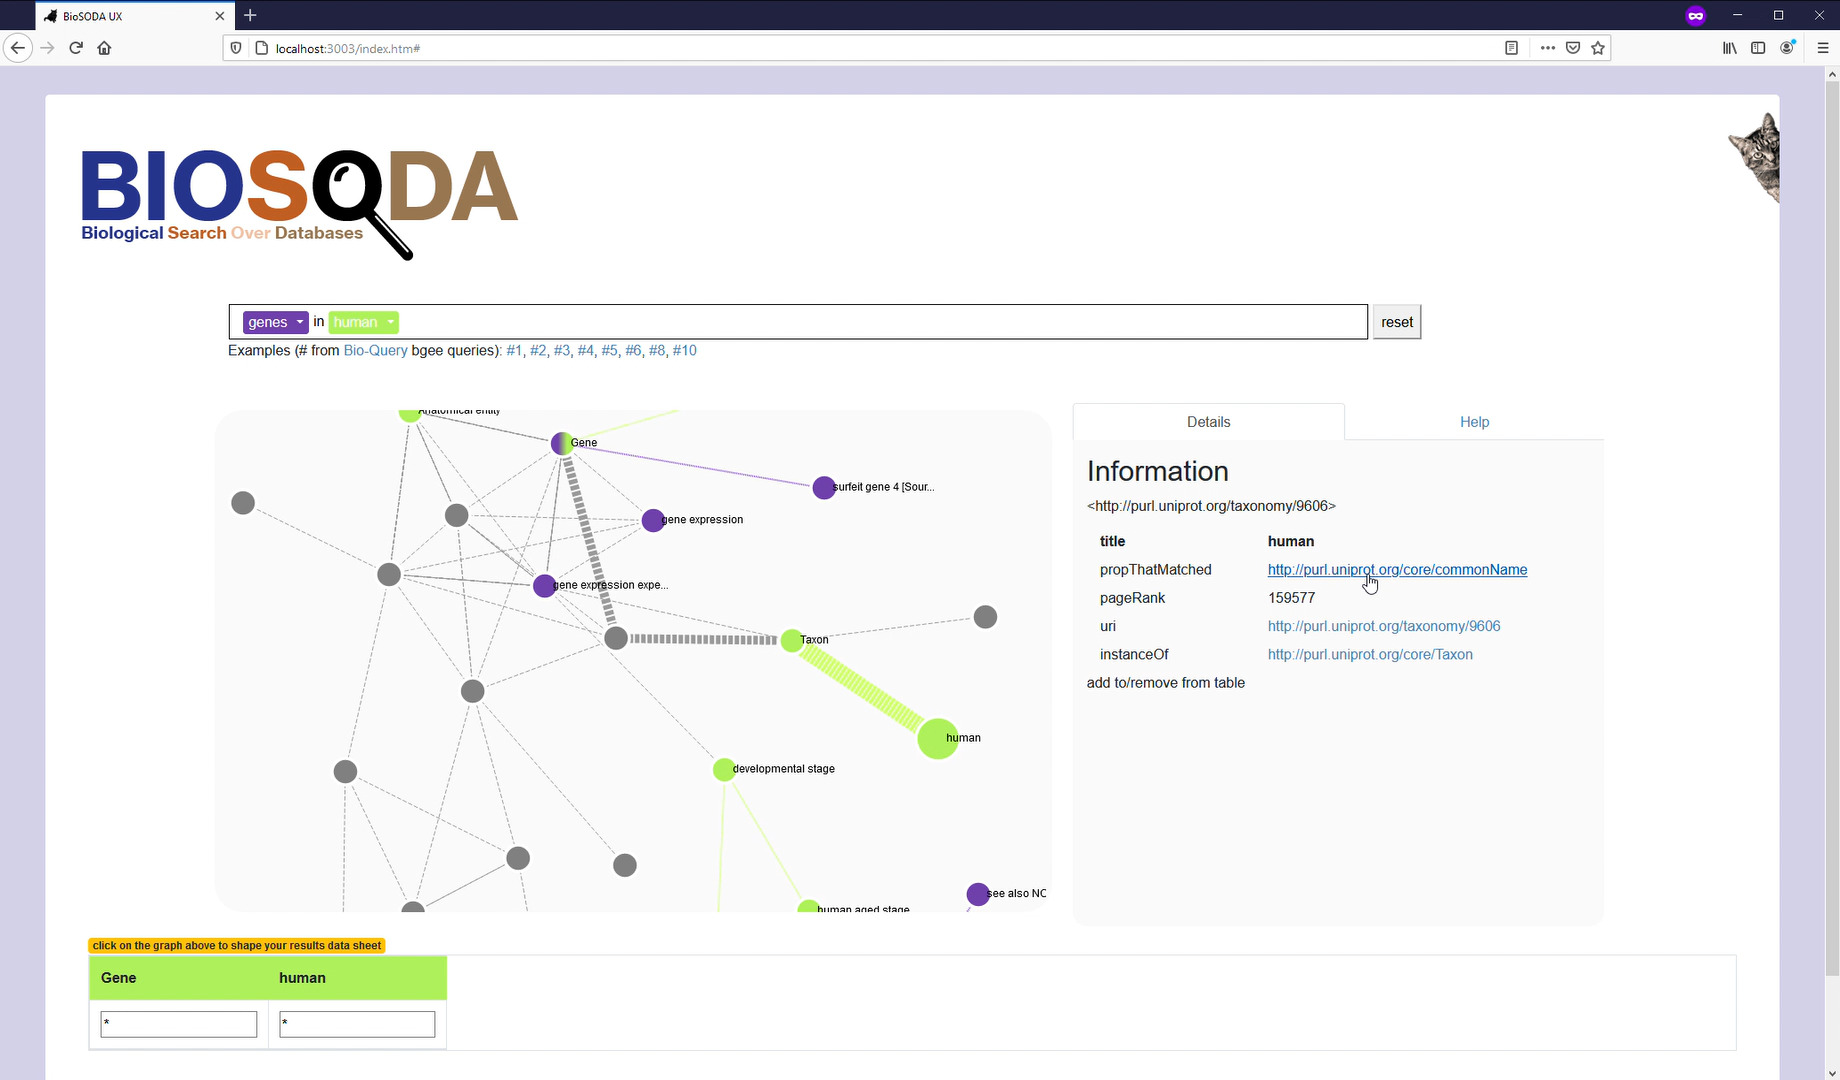 BioSODA UX
localhost:3003/index.htm#
BIOSODA
Biological Search Over Databases
genes in human
reset
Examples (# from Bio-Query bgee queries): #1, #2, #3, #4, #5, #6, #8, #10
Anatomical entity
Gene
surfeit gene 4 [Sour...
gene expression
gene expression expe...
Taxon
human
developmental stage
see also NC
human aged stage
Details
Help
Information
<http://purl.uniprot.org/taxonomy/9606>
title human
propThatMatched http://purl.uniprot.org/core/commonName
pageRank 159577
uri http://purl.uniprot.org/taxonomy/9606
instanceOf http://purl.uniprot.org/core/Taxon
add to/remove from table
click on the graph above to shape your results data sheet
Gene human
* *